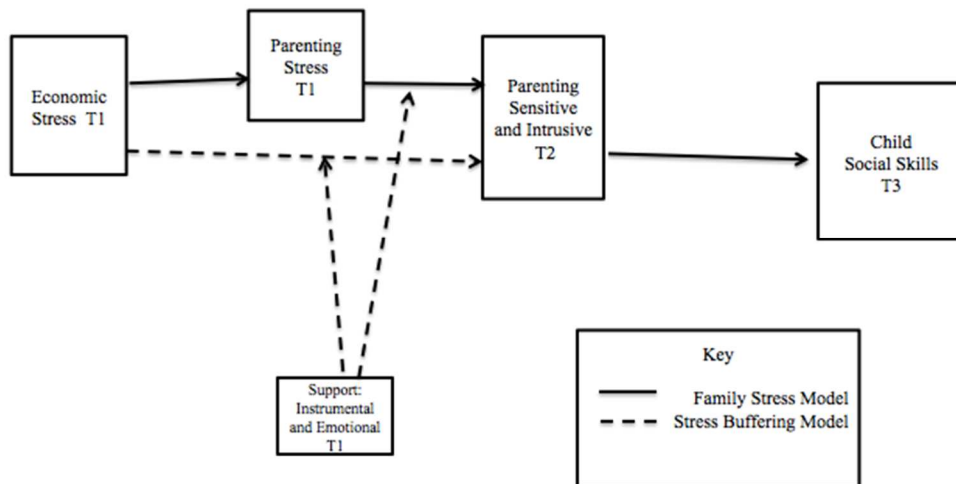 Economic
Stress T1
Parenting
Stress
T1
Parenting
Sensitive
and Intrusive
T2
Child
Social Skills
T3
Support:
Instrumental
and Emotional
T1
Key
Family Stress Model
Stress Buffering Model